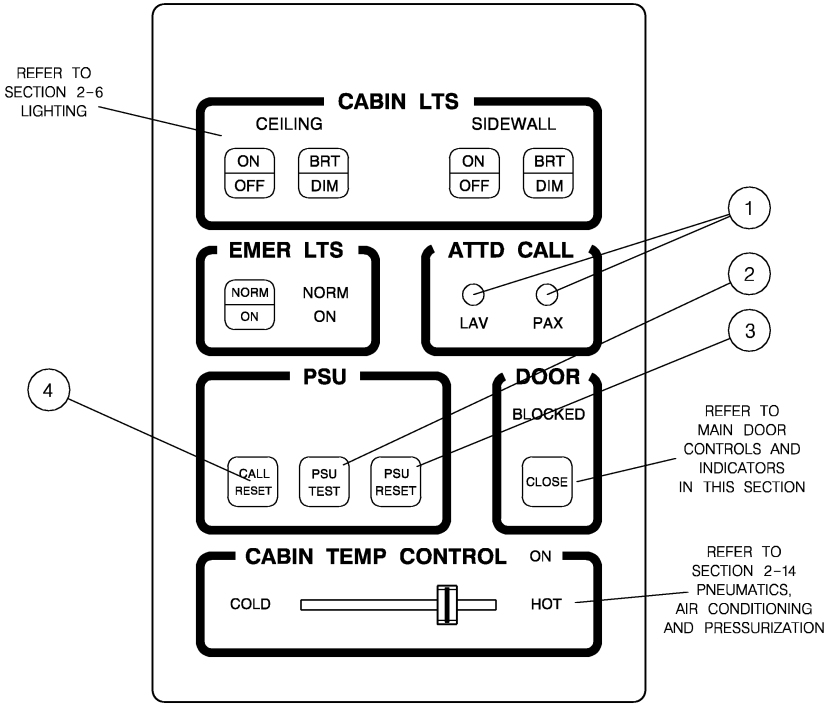 REFER TO
SECTION 2-6
LIGHTING
CABIN LTS
CEILING
SIDEWALL
ON
OFF
BRT
DIM
ON
OFF
BRT
DIM
1
EMER LTS
NORM
ON
NORM
ON
ATTD CALL
LAV
PAX
2
3
4
PSU
CALL
RESET
PSU
TEST
PSU
RESET
DOOR
BLOCKED
CLOSE
REFER TO
MAIN DOOR
CONTROLS AND
INDICATORS
IN THIS SECTION
CABIN TEMP CONTROL ON
COLD
HOT
REFER TO
SECTION 2-14
PNEUMATICS,
AIR CONDITIONING
AND PRESSURIZATION